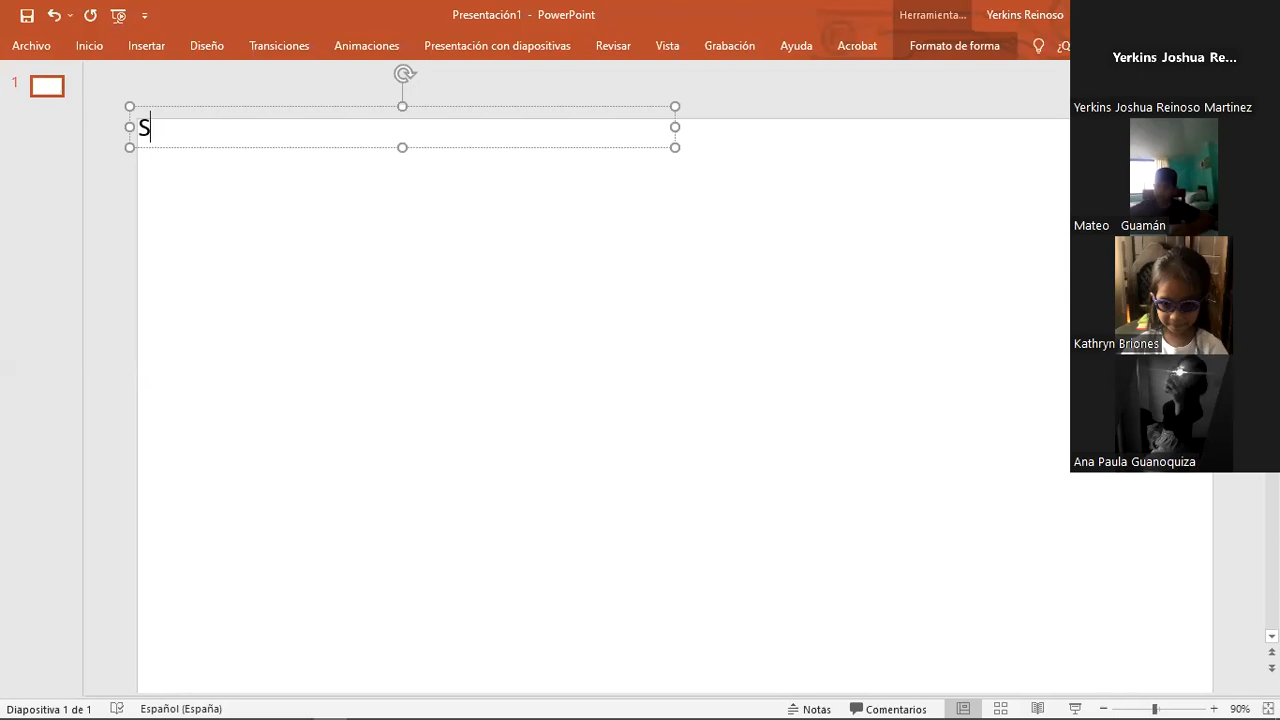 Presentación1 - PowerPoint
Herramienta...
Yerkins Reinoso
Archivo Inicio Insertar Diseño Transiciones Animaciones Presentación con diapositivas Revisar Vista Grabación Ayuda Acrobat Formato de forma ¿Q
1
S
Yerkins Joshua Re...
Yerkins Joshua Reinoso Martínez
Mateo Guamán
Kathryn Briones
Ana Paula Guanoquiza
Diapositiva 1 de 1 Español (España) Notas Comentarios 90%